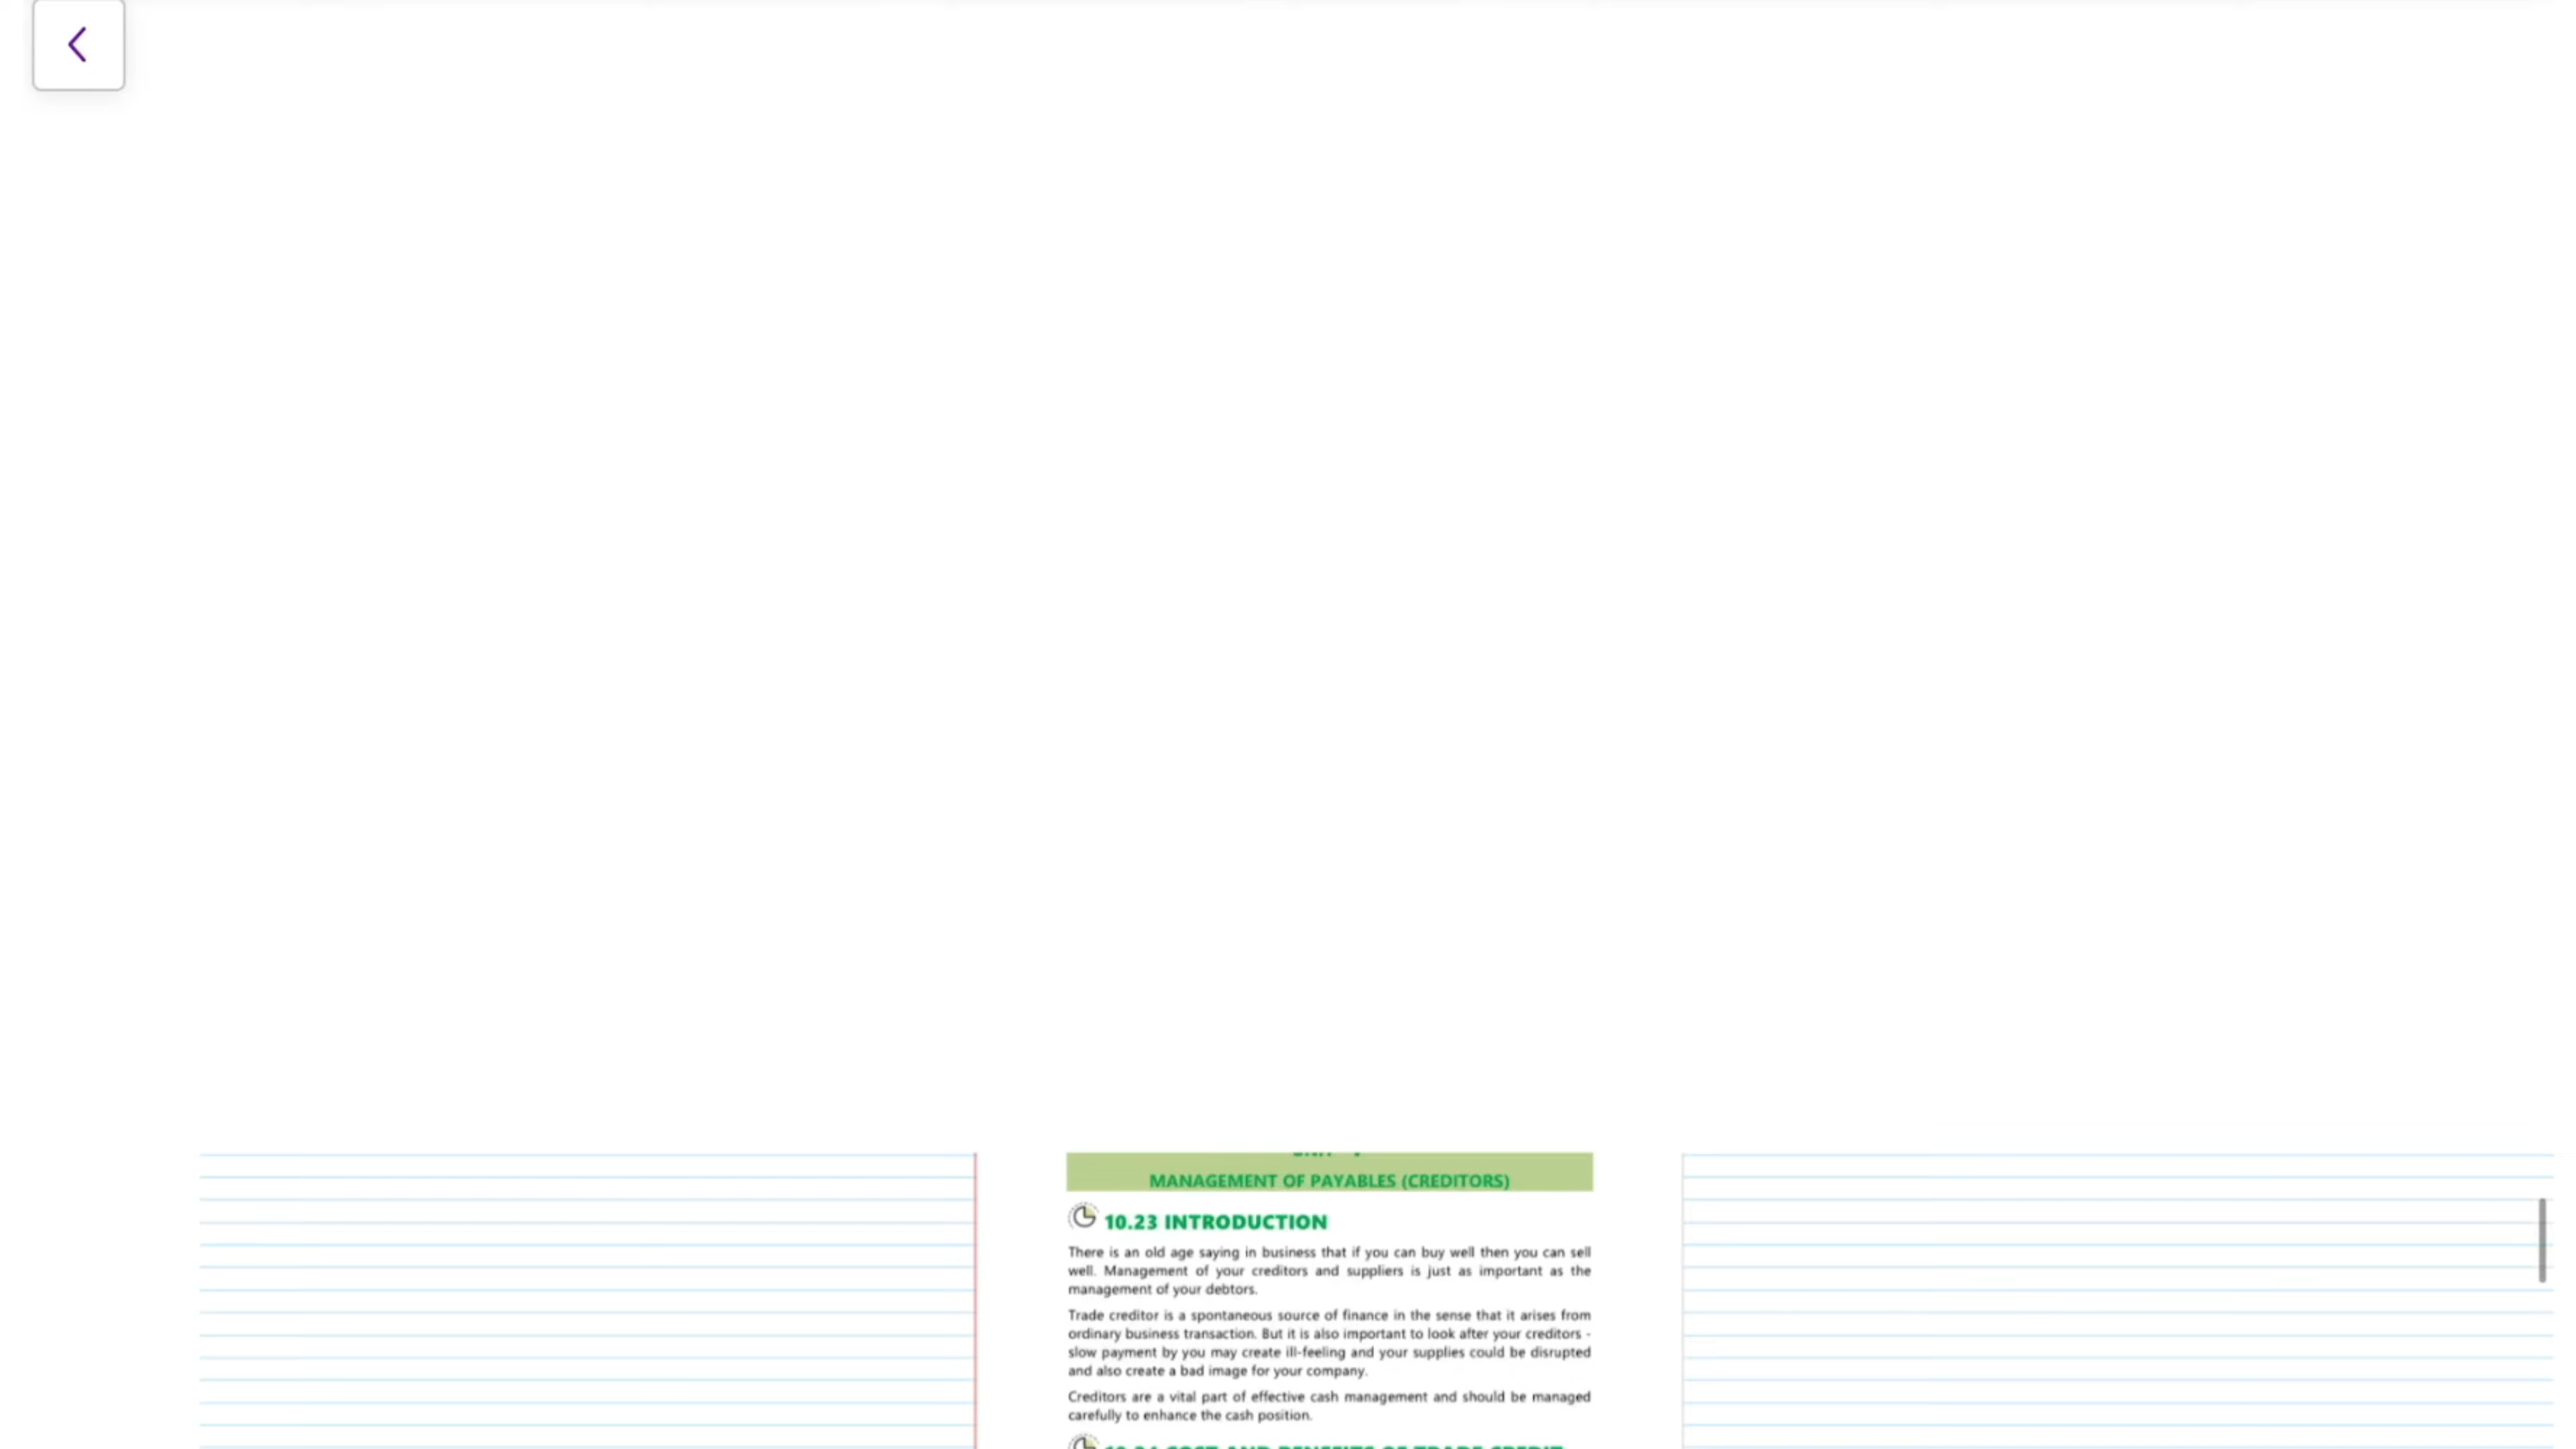 MANAGEMENT OF PAYABLES (CREDITORS)
10.23 INTRODUCTION
There is an old age saying in business that if you can buy well then you can sell
well. Management of your creditors and suppliers is just as important as the
management of your debtors.
Trade creditor is a spontaneous source of finance in the sense that it arises from
ordinary business transaction. But it is also important to look after your creditors -
slow payment by you may create ill-feeling and your supplies could be disrupted
and also create a bad image for your company.
Creditors are a vital part of effective cash management and should be managed
carefully to enhance the cash position.